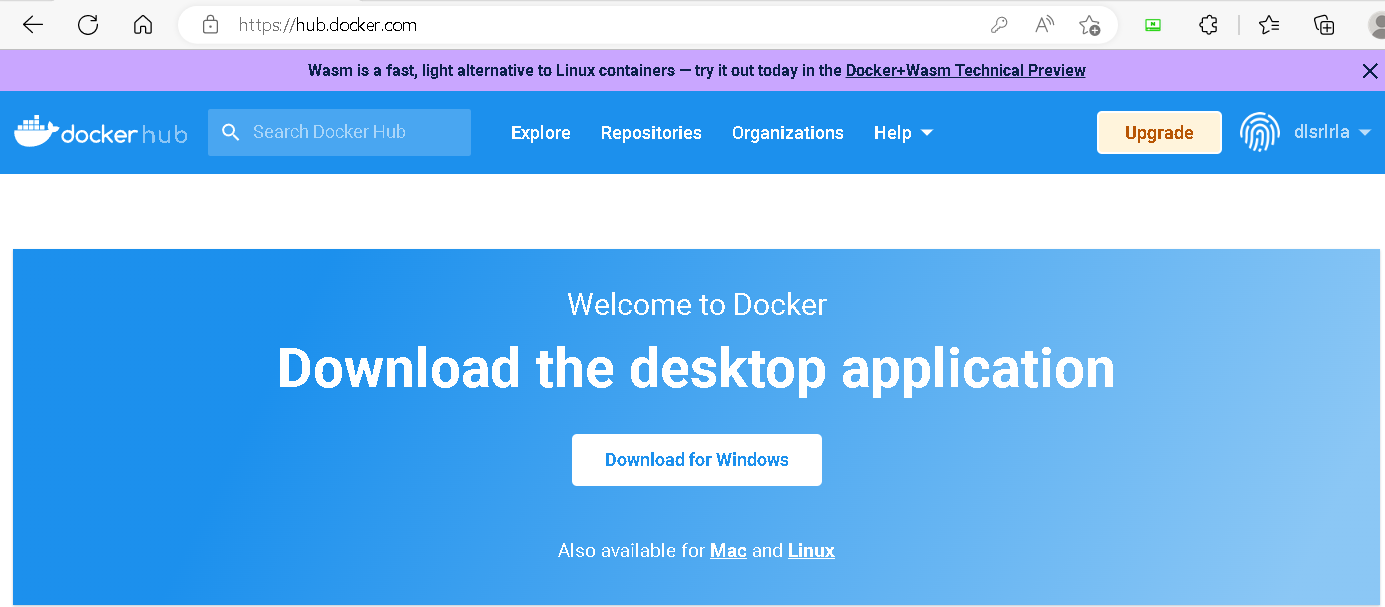 https://hub.docker.com
Wasm is a fast, light alternative to Linux containers — try it out today in the Docker+Wasm Technical Preview
docker hub Search Docker Hub Explore Repositories Organizations Help Upgrade dlsrlrla
Welcome to Docker
Download the desktop application
Download for Windows
Also available for Mac and Linux